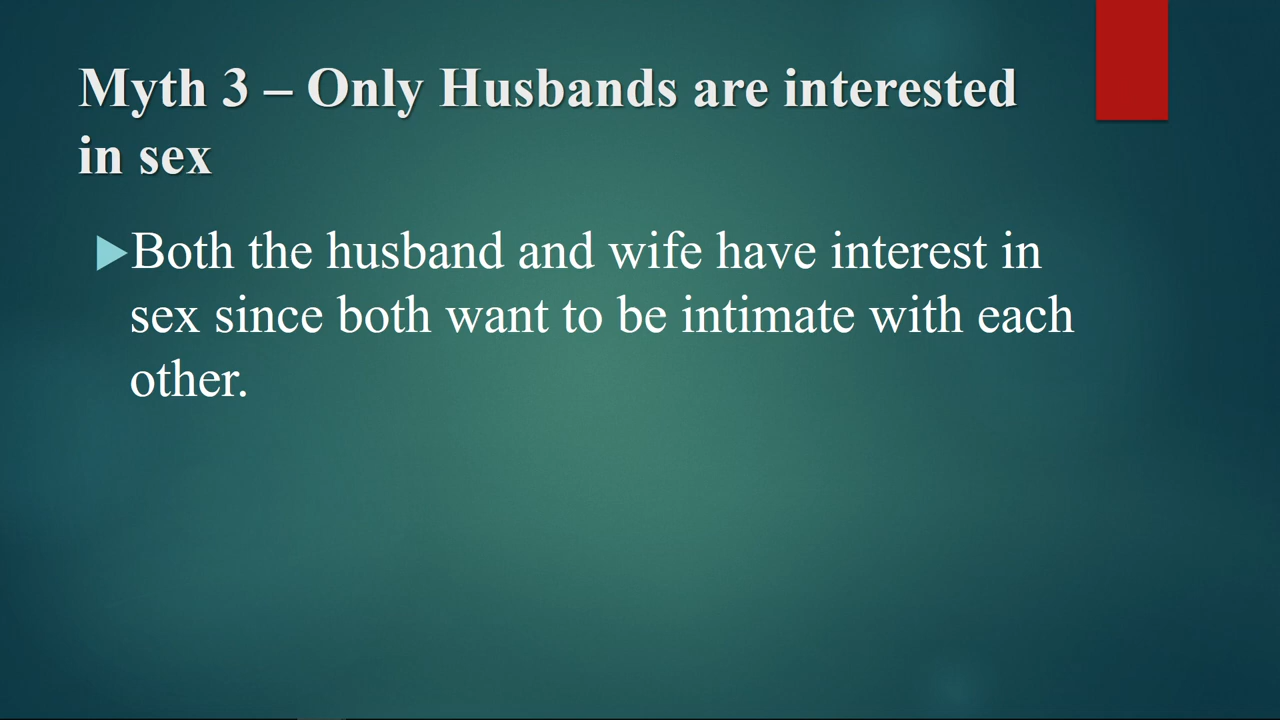 Myth 3 – Only Husbands are interested
in sex
Both the husband and wife have interest in
sex since both want to be intimate with each
other.